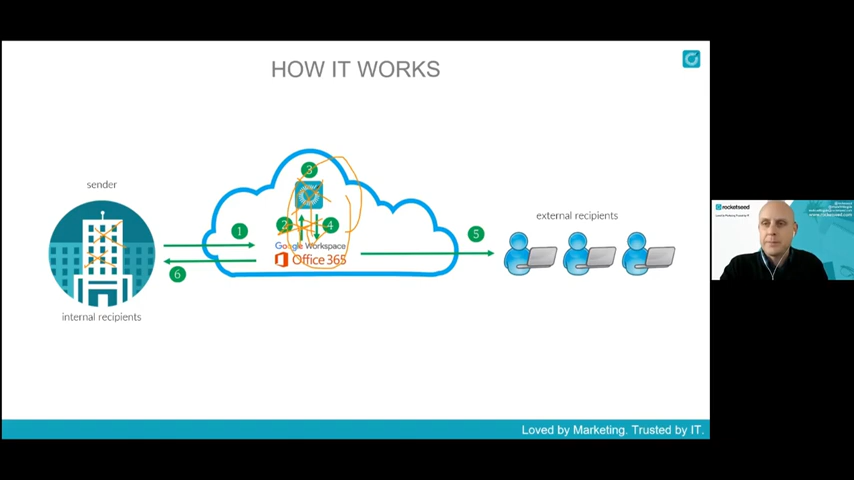 HOW IT WORKS
sender
external recipients
3
2
4
1
5
Google Workspace
Office 365
6
internal recipients
rocketseed
Loved by Marketing. Trusted by IT.